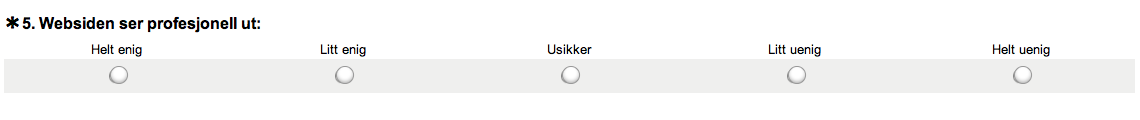 *5. Websiden ser profesjonell ut:
Helt enig Litt enig Usikker Litt uenig Helt uenig